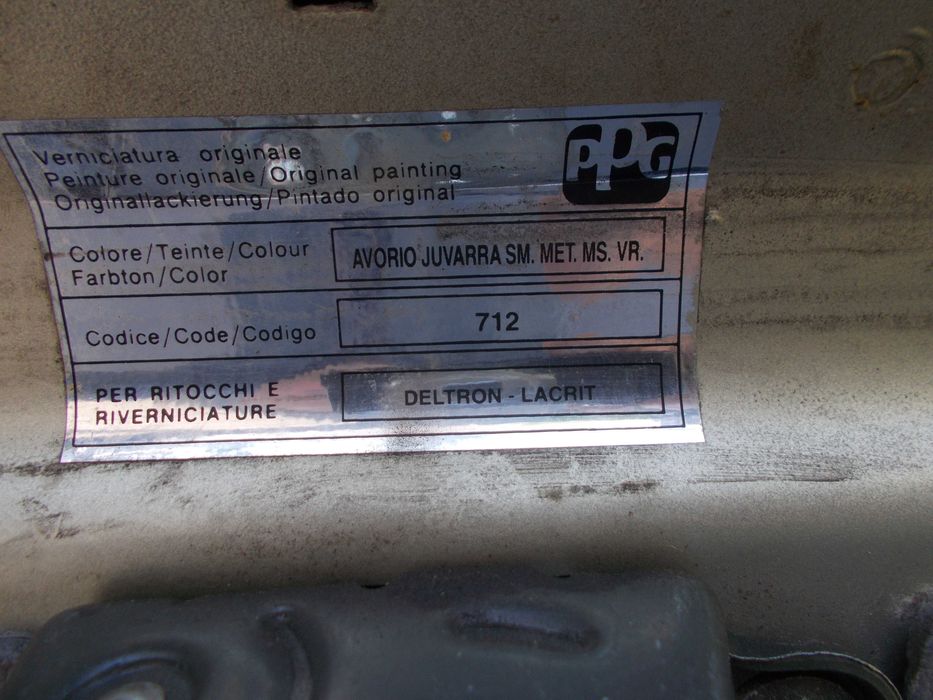 Verniciatura originale
Peinture originale/Original painting
Originallackierung/Pintado original
PPG
Colore/Teinte/Colour
Farbton/Color
AVORIO JUVARRA SM. MET. MS. VR.
Codice/Code/Codigo
712
PER RITOCCHI E
RIVERNICIATURE
DELTRON - LACRIT